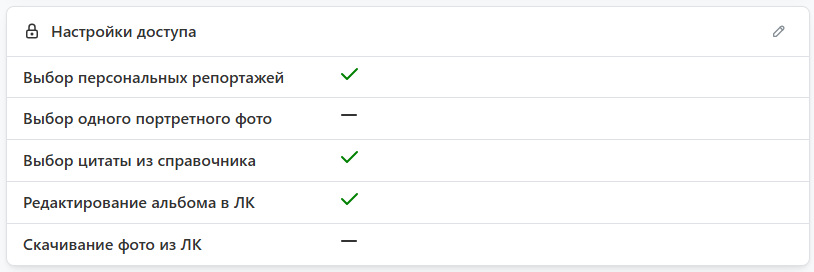 Настройки доступа
Выбор персональных репортажей
Выбор одного портретного фото
Выбор цитаты из справочника
Редактирование альбома в ЛК
Скачивание фото из ЛК